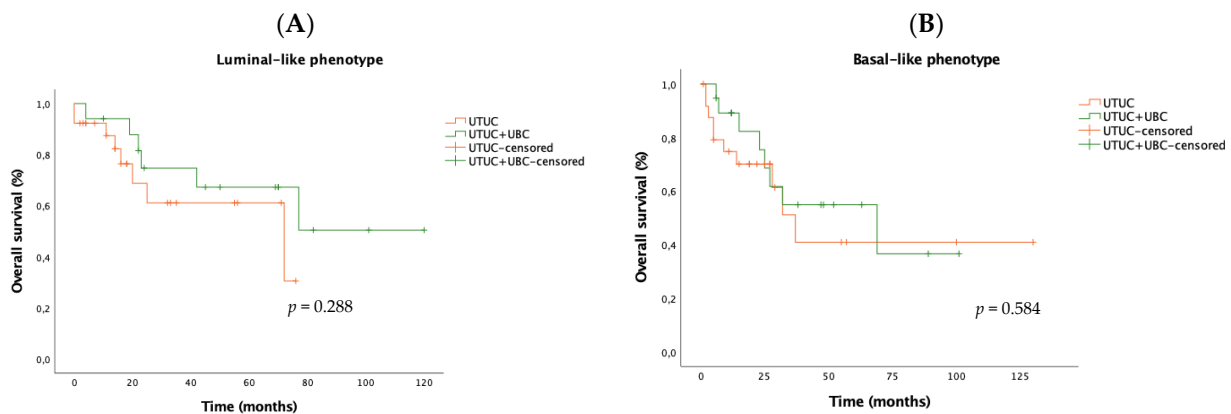 (A)
Luminal-like phenotype
1,0
0,8
0,6
0,4
0,2
0,0
Overall survival (%)
0 20 40 60 80 100 120
Time (months)
UTUC
UTUC+UBC
UTUC-censored
UTUC+UBC-censored
p = 0.288
(B)
Basal-like phenotype
1,0
0,8
0,6
0,4
0,2
0,0
Overall survival (%)
0 25 50 75 100 125
Time (months)
UTUC
UTUC+UBC
UTUC-censored
UTUC+UBC-censored
p = 0.584